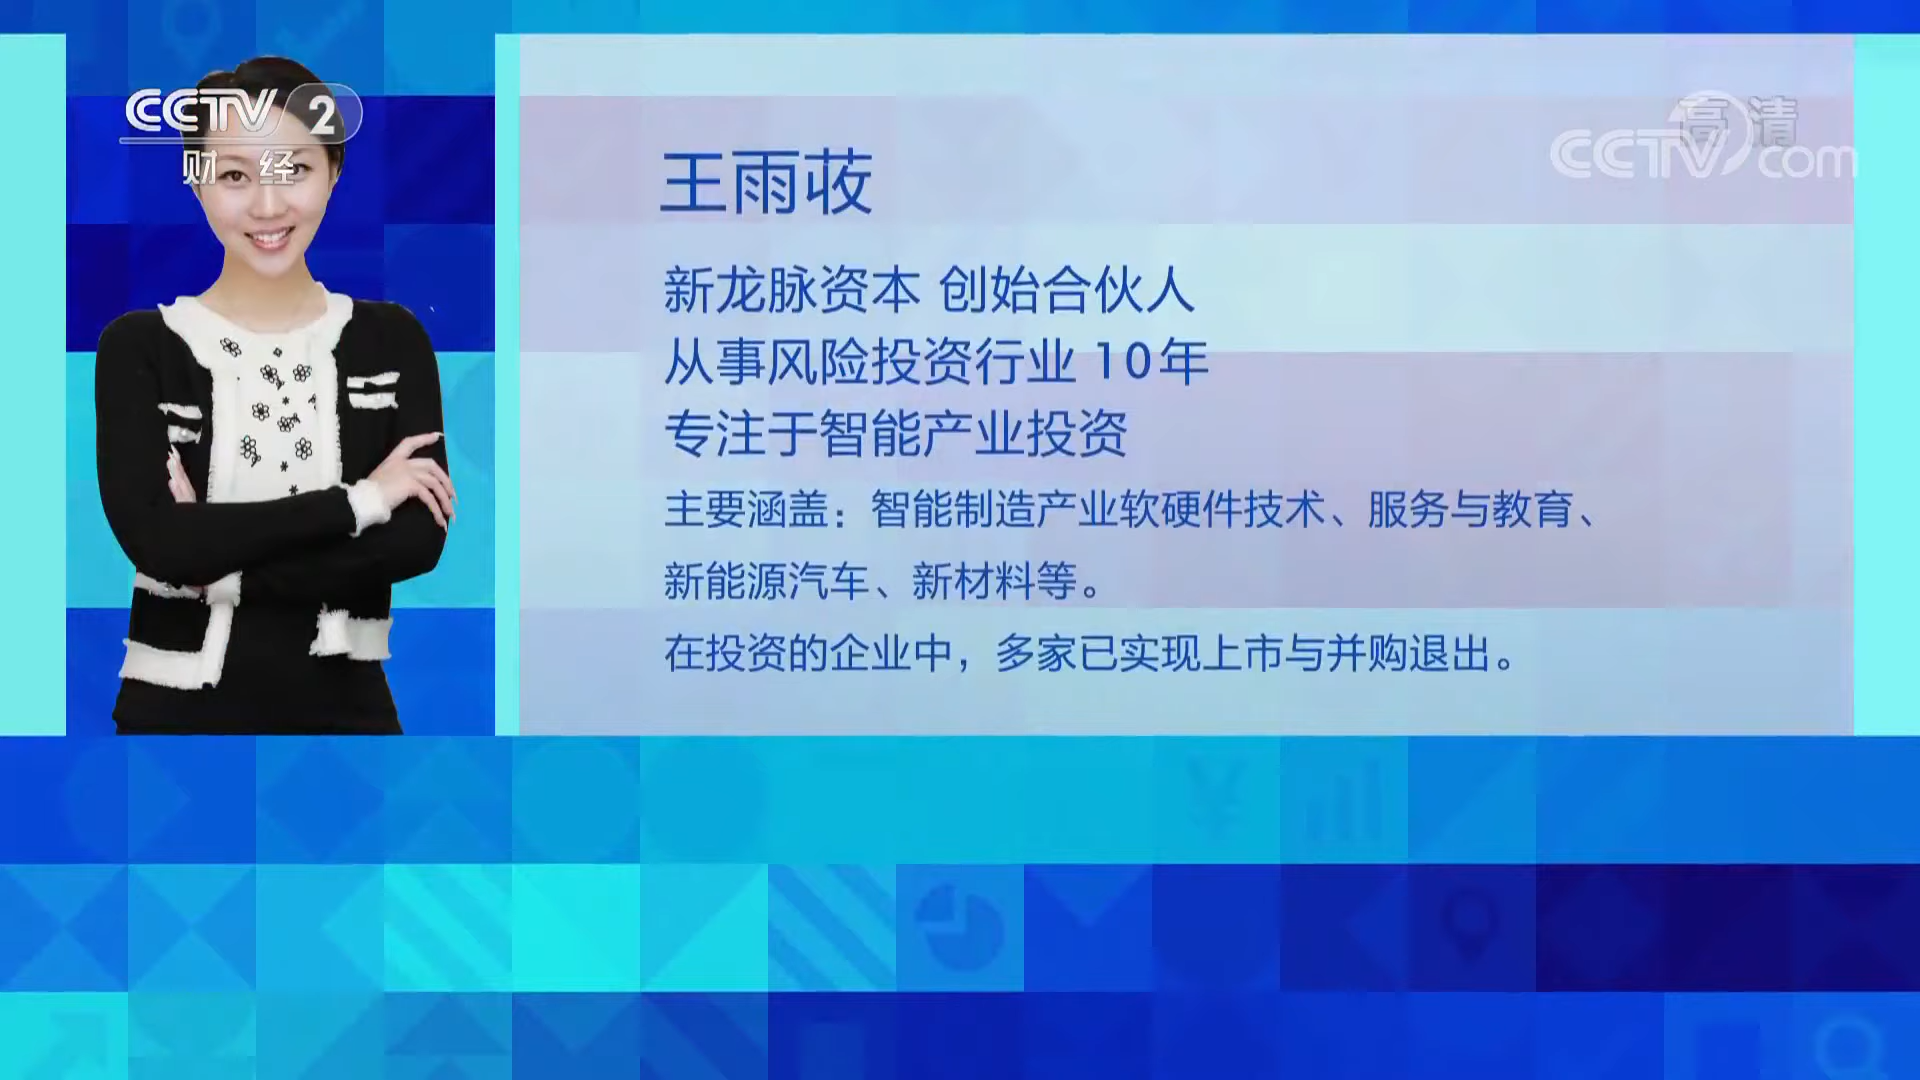 CCTV 2
财 经
高清
CCTV.com
王雨荍
新龙脉资本 创始合伙人
从事风险投资行业 10年
专注于智能产业投资
主要涵盖：智能制造产业软硬件技术、服务与教育、
新能源汽车、新材料等。
在投资的企业中，多家已实现上市与并购退出。